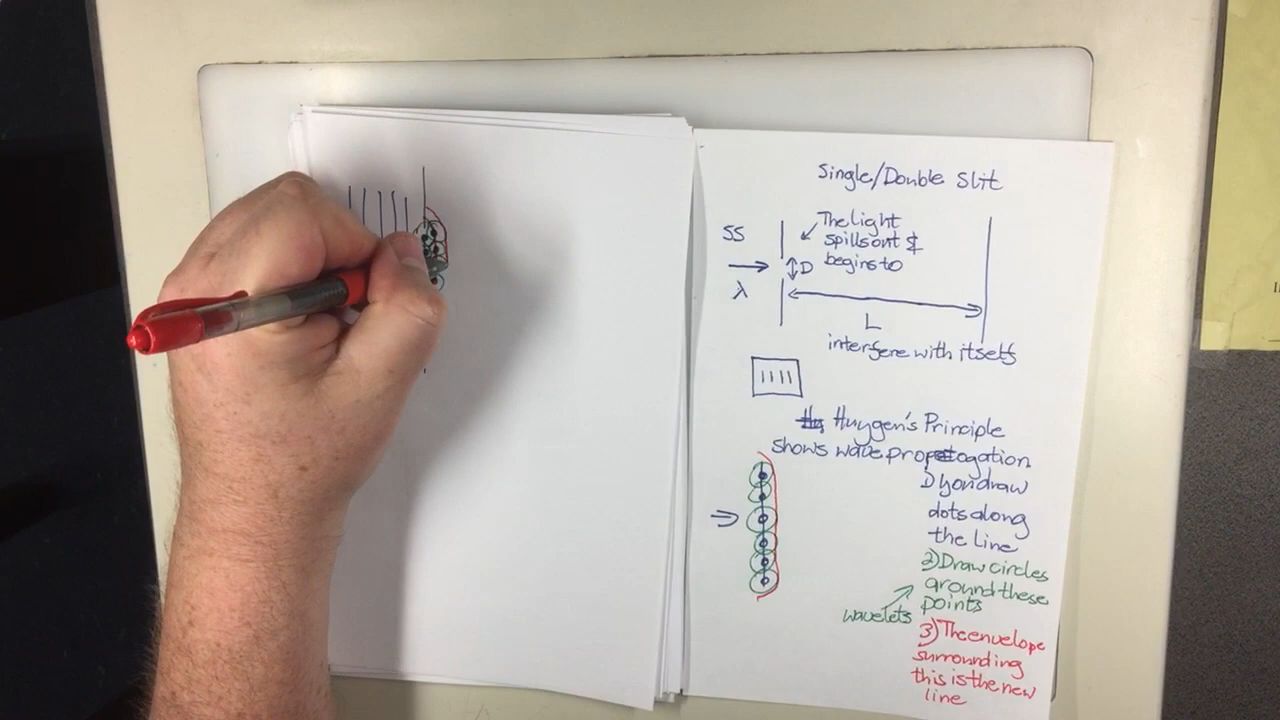 Single/Double Slit
SS
The light
spills out &
begins to
D
λ
L
interfere with itself
Huygen's Principle
shows wave propogation
1) you draw
dots along
the line
2) Draw circles
around these
points
wavelets
3) The envelope
surrounding
this is the new
line